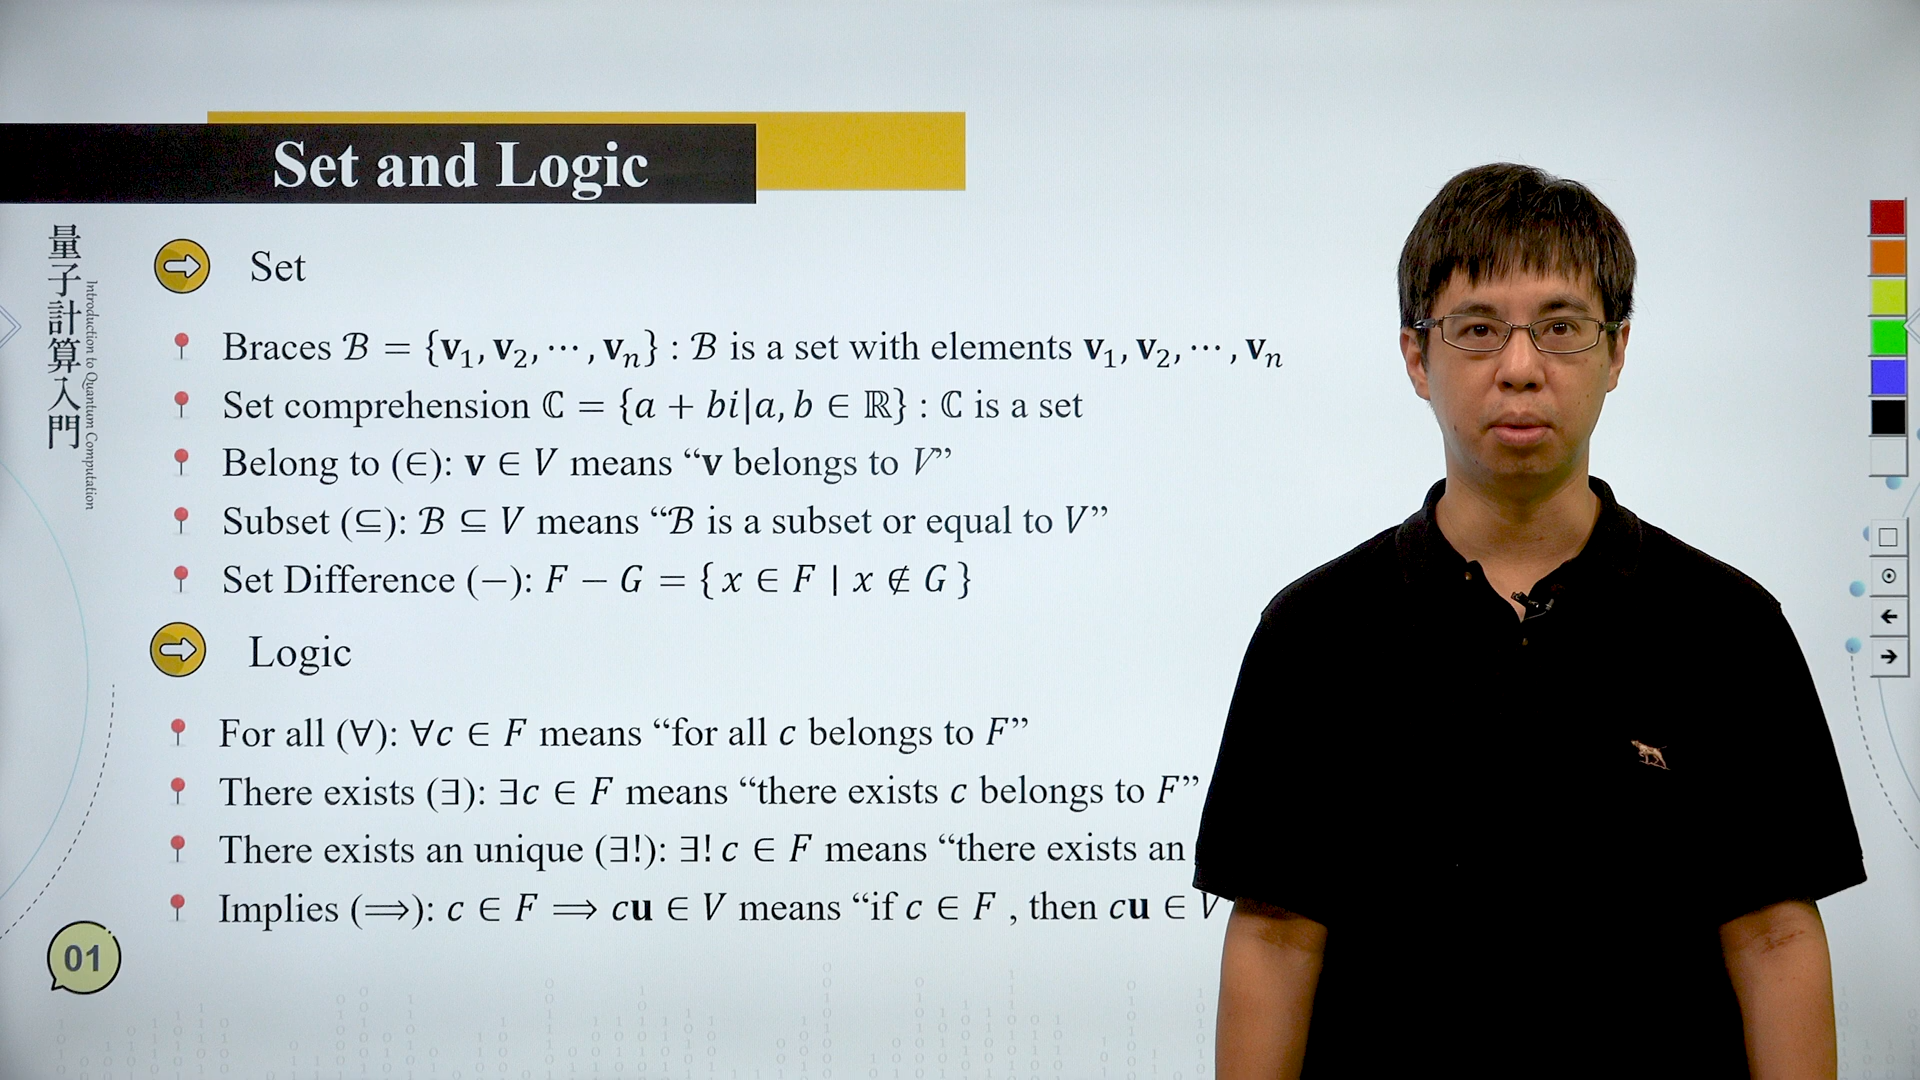 Set and Logic
量子計算入門
Introduction to Quantum Computation
Set
Braces ℬ = {v₁, v₂, ⋯ , vₙ} : ℬ is a set with elements v₁, v₂, ⋯ , vₙ
Set comprehension ℂ = {a + bi|a, b ∈ ℝ} : ℂ is a set
Belong to (∈): v ∈ V means “v belongs to V”
Subset (⊆): ℬ ⊆ V means “ℬ is a subset or equal to V”
Set Difference (−): F − G = { x ∈ F | x ∉ G }
Logic
For all (∀): ∀c ∈ F means “for all c belongs to F”
There exists (∃): ∃c ∈ F means “there exists c belongs to F”
There exists an unique (∃!): ∃! c ∈ F means “there exists an
Implies (⟹): c ∈ F ⟹ cu ∈ V means “if c ∈ F , then cu ∈ V
01